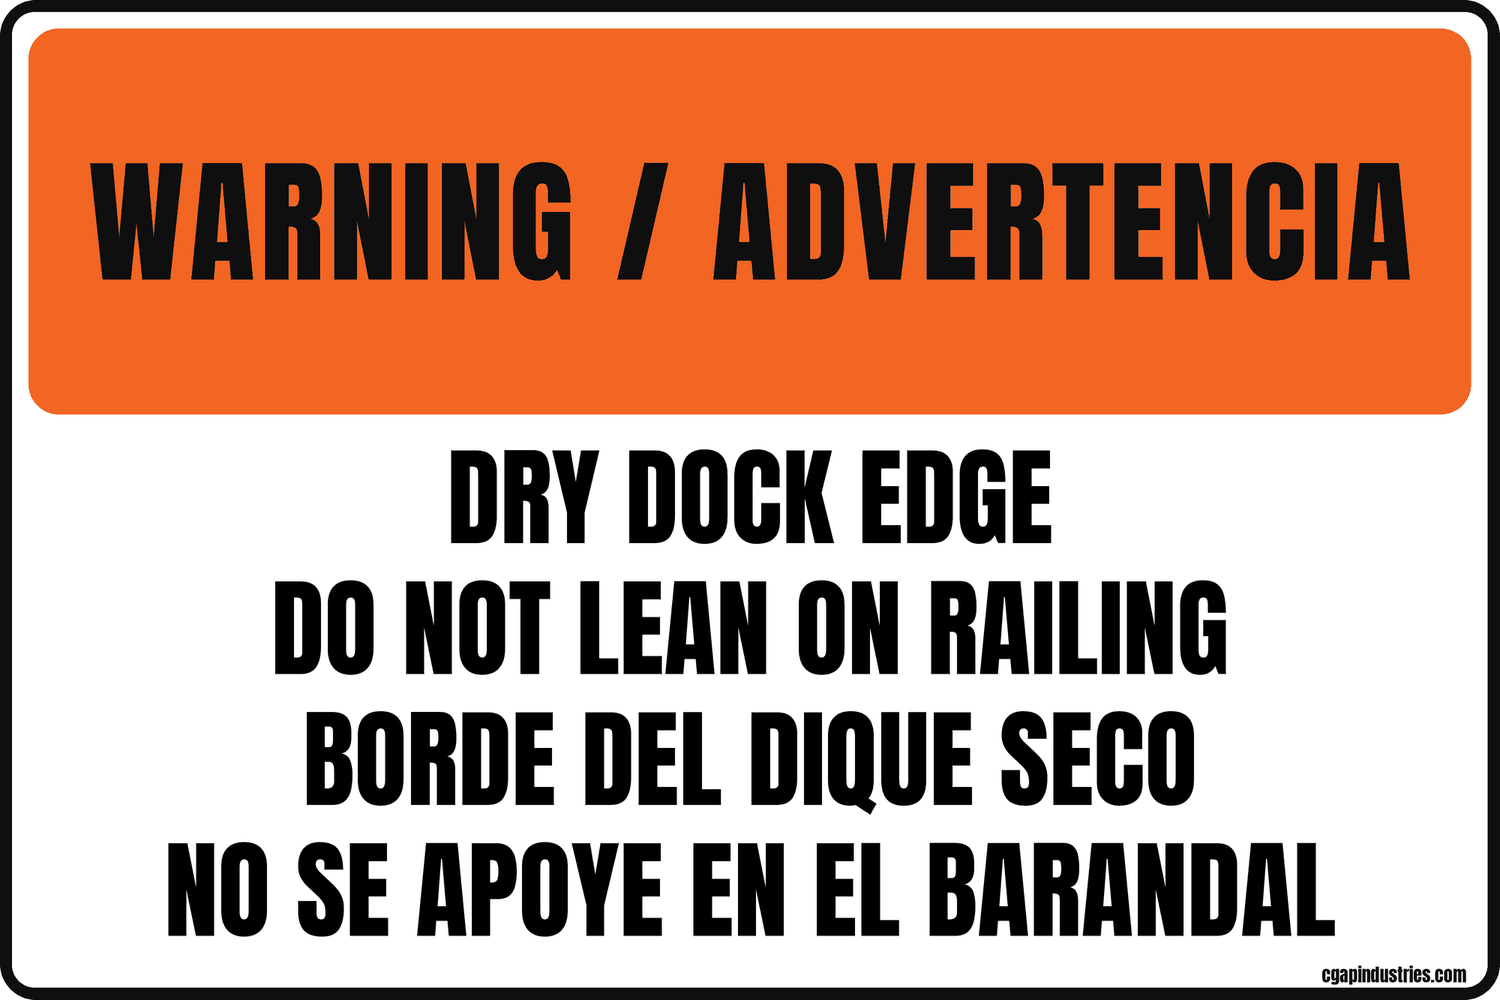 WARNING / ADVERTENCIA
DRY DOCK EDGE
DO NOT LEAN ON RAILING
BORDE DEL DIQUE SECO
NO SE APOYE EN EL BARANDAL
cgapindustries.com